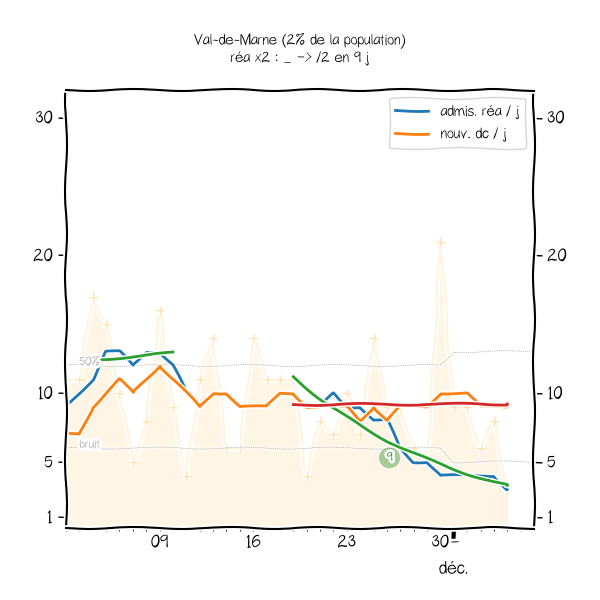 Val-de-Marne (2% de la population)
réa x2 : _ -> /2 en 9 j
admis. réa / j
nouv. dc / j
30
30
20
20
50%
10
10
bruit
9
5
5
1
1
09
16
23
30
déc.